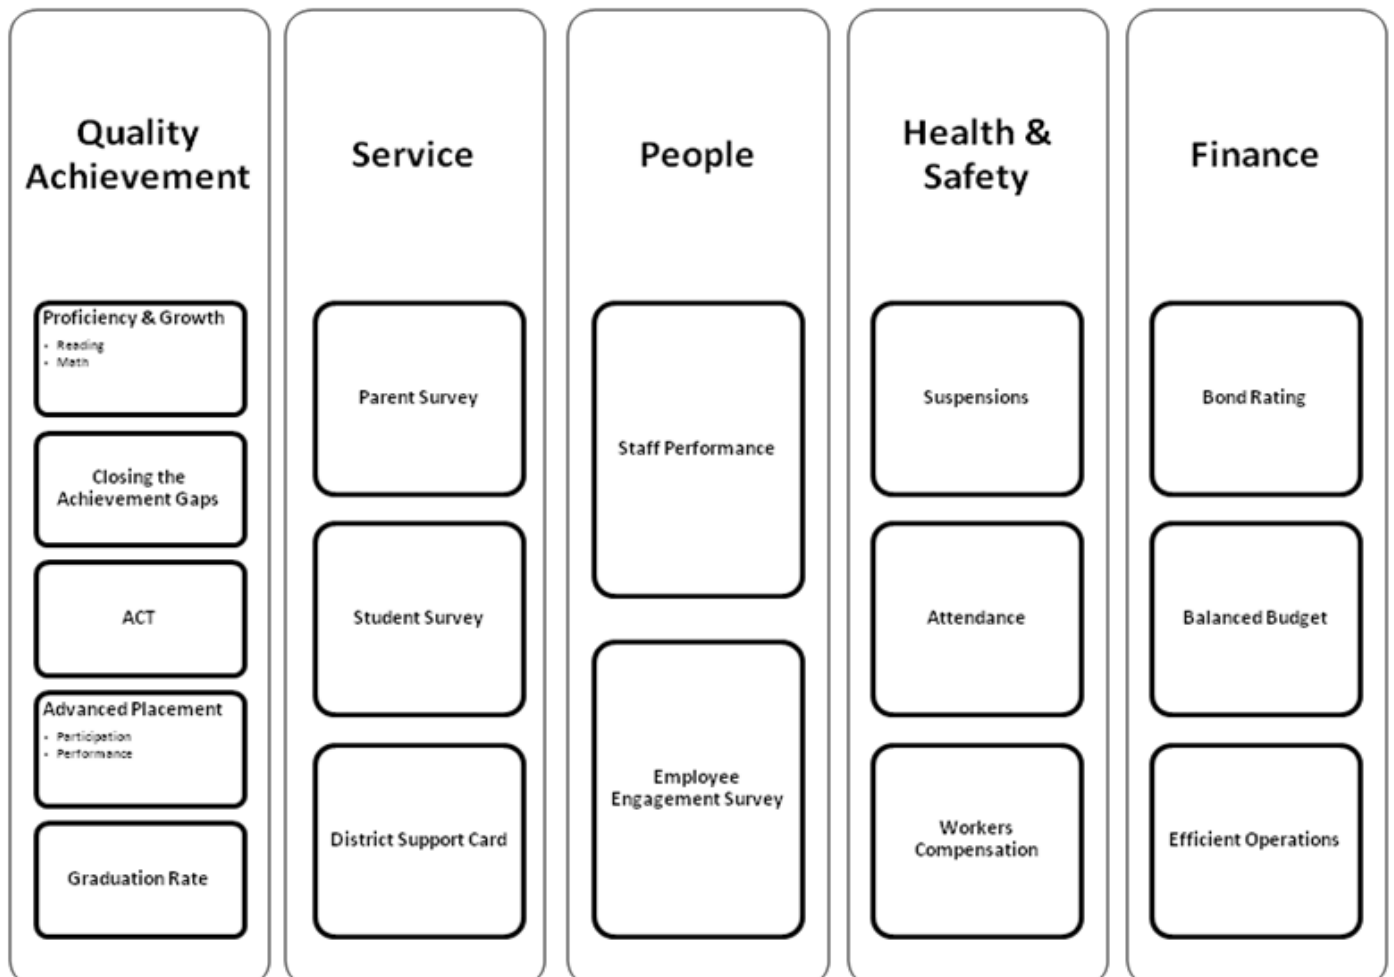 Quality
Achievement
Proficiency & Growth
• Reading
• Math
Closing the
Achievement Gaps
ACT
Advanced Placement
• Participation
• Performance
Graduation Rate
Service
Parent Survey
Student Survey
District Support Card
People
Staff Performance
Employee
Engagement Survey
Health &
Safety
Suspensions
Attendance
Workers
Compensation
Finance
Bond Rating
Balanced Budget
Efficient Operations